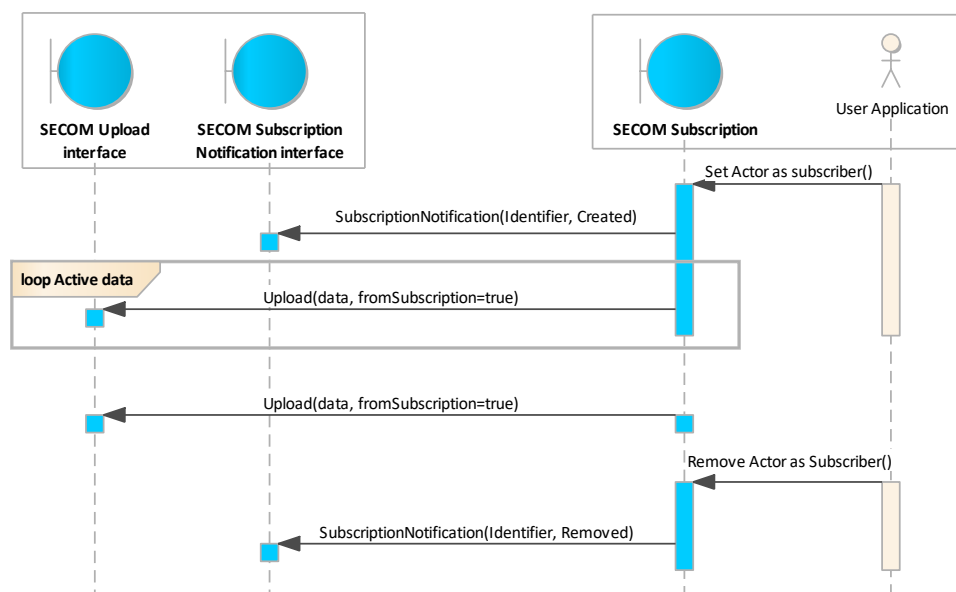 SECOM Upload
interface
SECOM Subscription
Notification interface
SECOM Subscription
User Application
Set Actor as subscriber()
SubscriptionNotification(Identifier, Created)
loop Active data
Upload(data, fromSubscription=true)
Upload(data, fromSubscription=true)
Remove Actor as Subscriber()
SubscriptionNotification(Identifier, Removed)